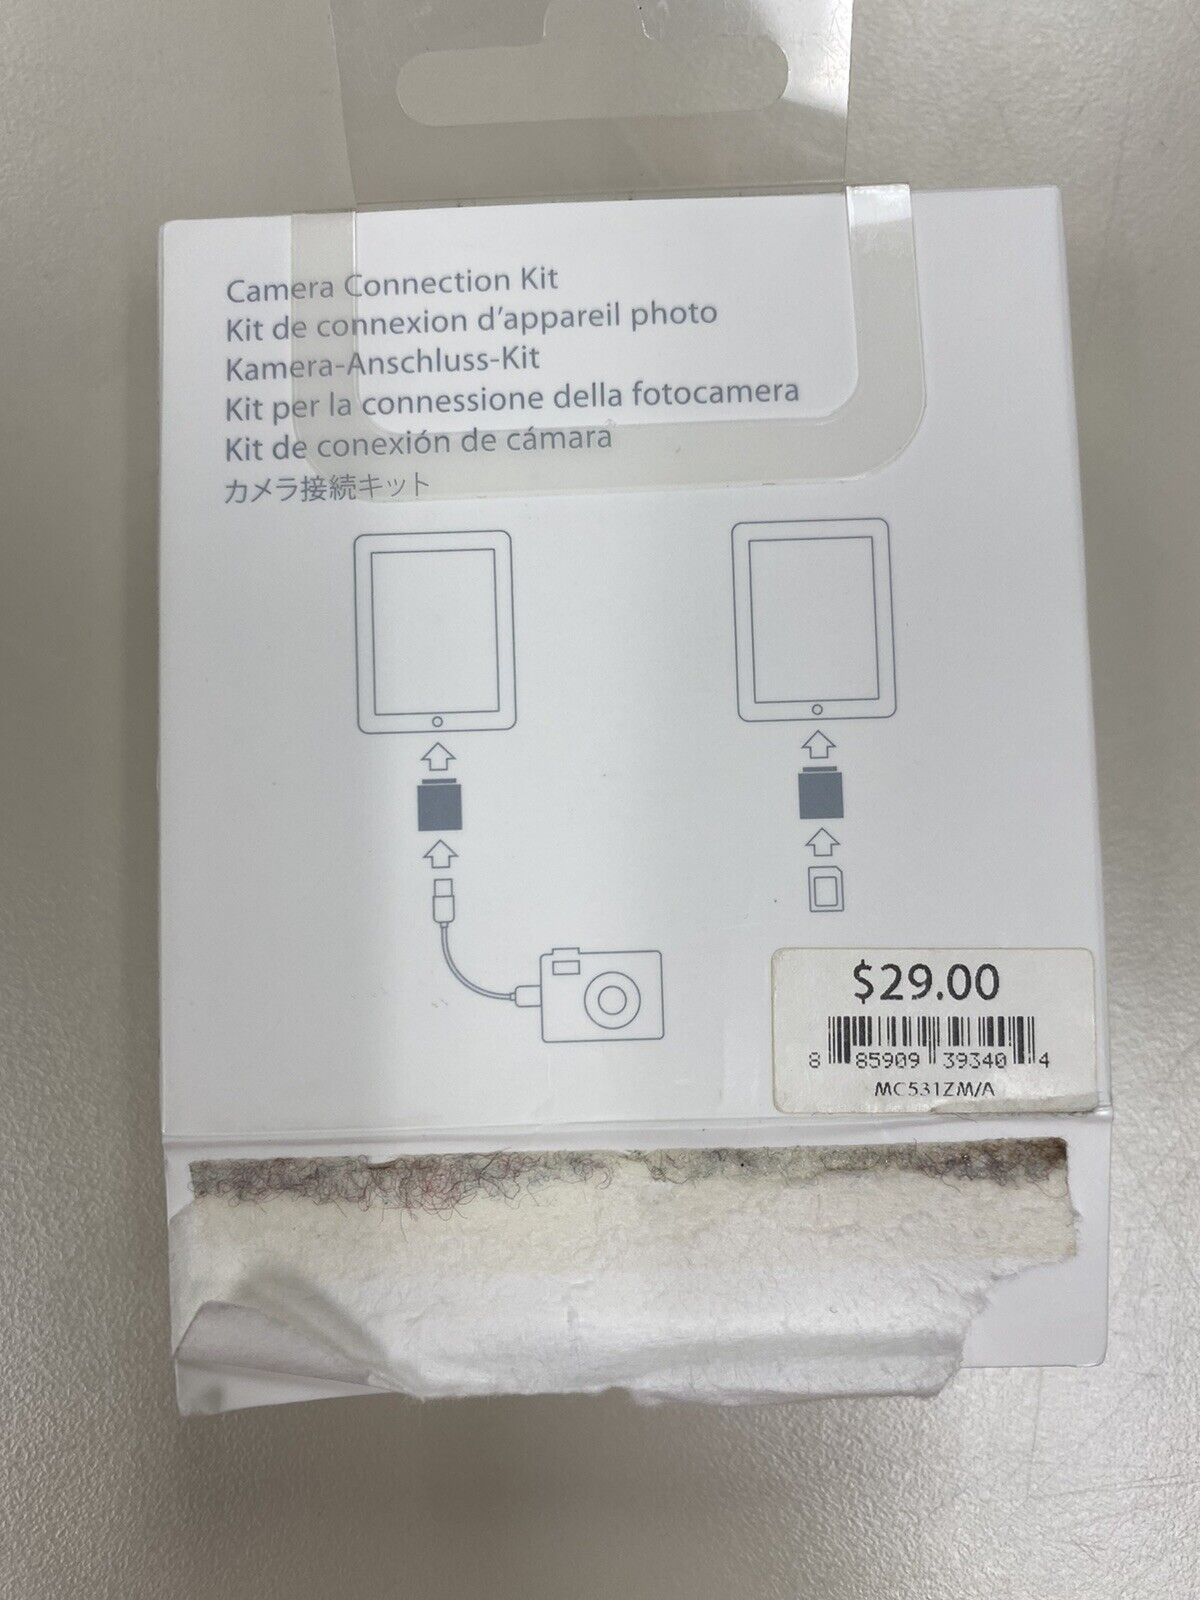 Camera Connection Kit
Kit de connexion d'appareil photo
Kamera-Anschluss-Kit
Kit per la connessione della fotocamera
Kit de conexión de cámara
カメラ接続キット
$29.00
8 85909 39340 4
MC531ZM/A